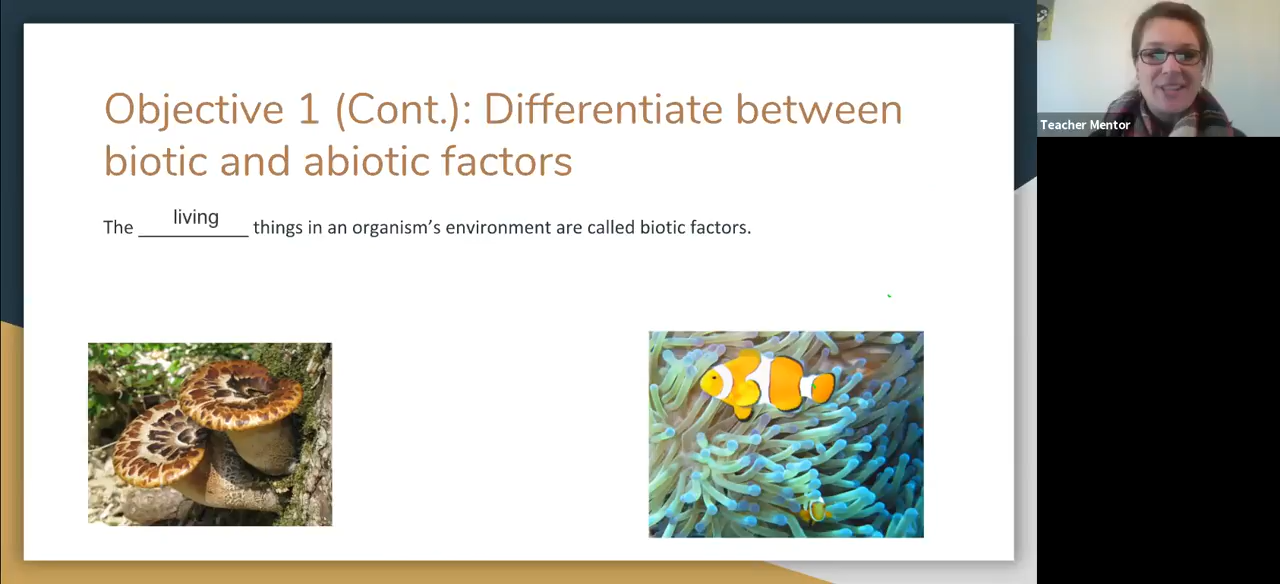 Objective 1 (Cont.): Differentiate between
biotic and abiotic factors
The living things in an organism’s environment are called biotic factors.
Teacher Mentor